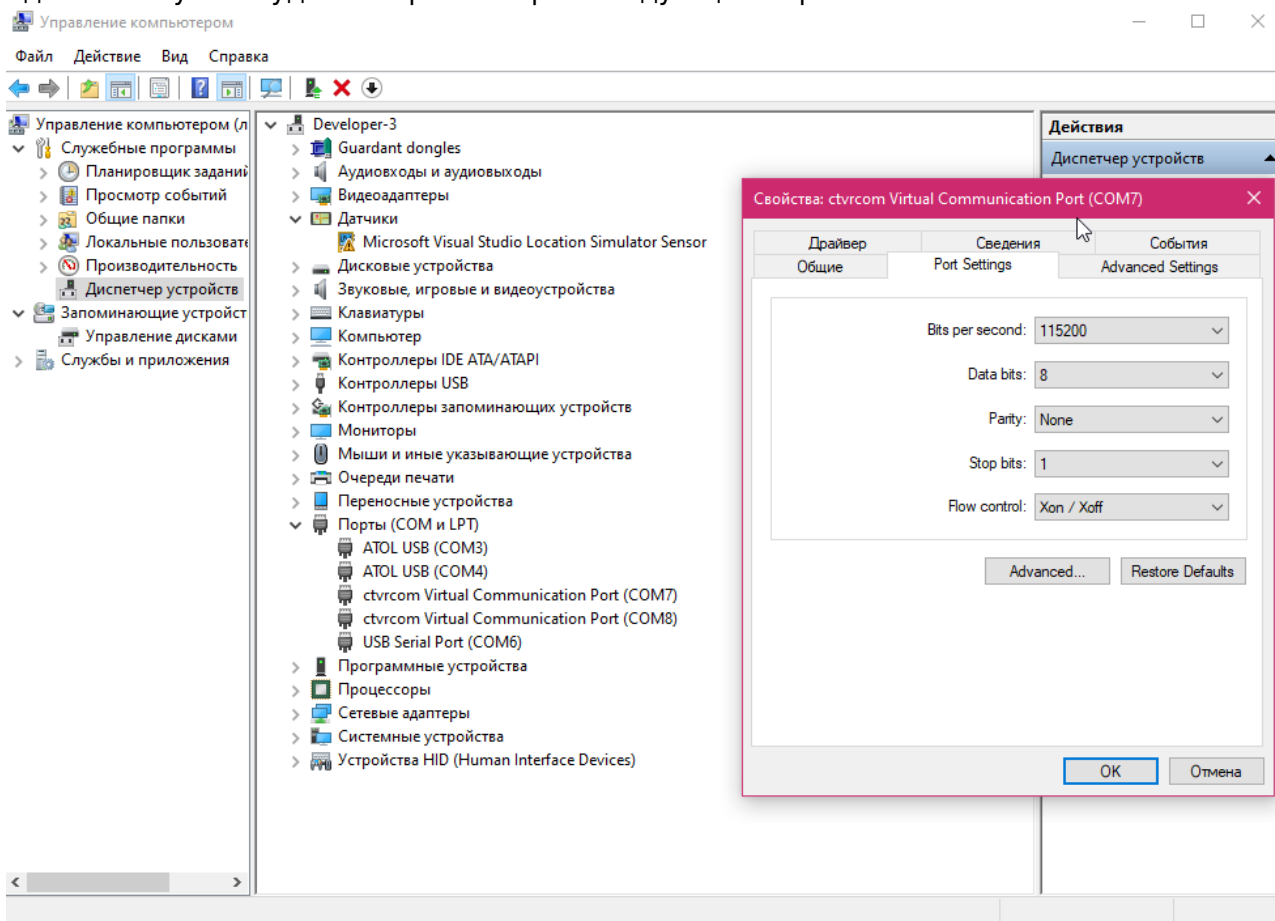 Управление компьютером
Файл Действие Вид Справка
Управление компьютером (л
Служебные программы
Планировщик заданий
Просмотр событий
Общие папки
Локальные пользовате
Производительность
Диспетчер устройств
Запоминающие устройст
Управление дисками
Службы и приложения
Developer-3
Guardant dongles
Аудиовходы и аудиовыходы
Видеоадаптеры
Датчики
Microsoft Visual Studio Location Simulator Sensor
Дисковые устройства
Звуковые, игровые и видеоустройства
Клавиатуры
Компьютер
Контроллеры IDE ATA/ATAPI
Контроллеры USB
Контроллеры запоминающих устройств
Мониторы
Мыши и иные указывающие устройства
Очереди печати
Переносные устройства
Порты (COM и LPT)
ATOL USB (COM3)
ATOL USB (COM4)
ctvrcom Virtual Communication Port (COM7)
ctvrcom Virtual Communication Port (COM8)
USB Serial Port (COM6)
Программные устройства
Процессоры
Сетевые адаптеры
Системные устройства
Устройства HID (Human Interface Devices)
Действия
Диспетчер устройств
Свойства: ctvrcom Virtual Communication Port (COM7)
Драйвер Сведения События
Общие Port Settings Advanced Settings
Bits per second: 115200
Data bits: 8
Parity: None
Stop bits: 1
Flow control: Xon / Xoff
Advanced... Restore Defaults
OK Отмена